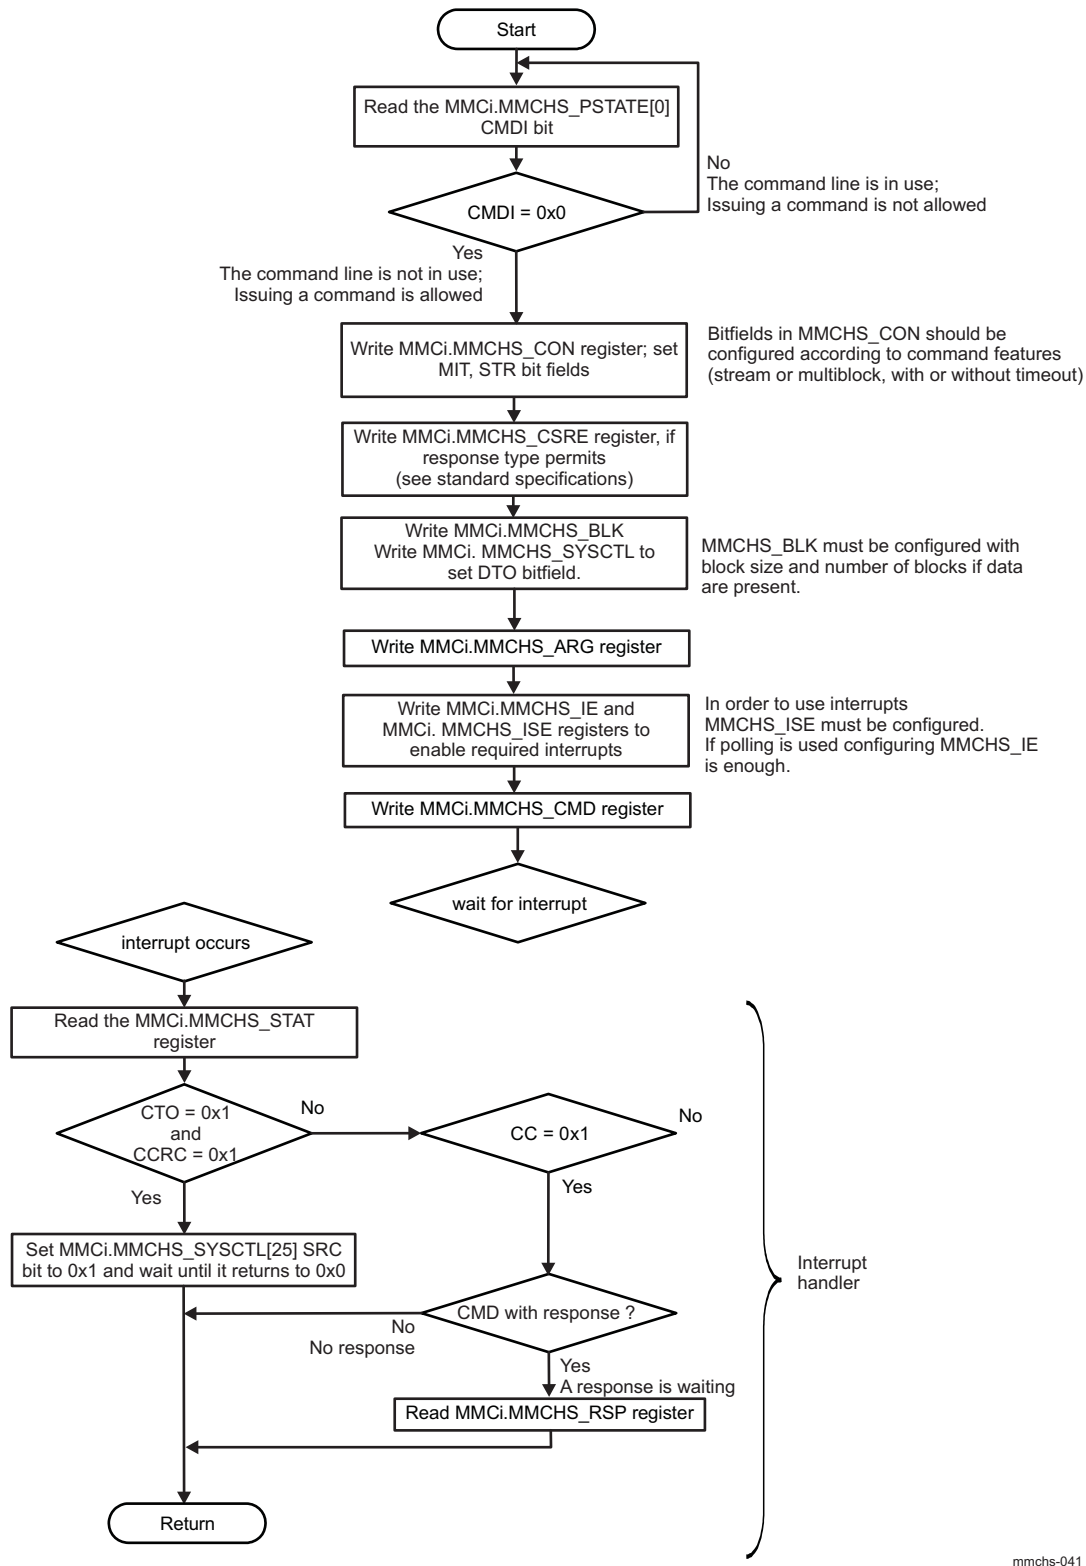 Start
Read the MMCi.MMCHS_PSTATE[0]
CMDI bit
No
The command line is in use;
Issuing a command is not allowed
CMDI = 0x0
Yes
The command line is not in use;
Issuing a command is allowed
Write MMCi.MMCHS_CON register; set
MIT, STR bit fields
Bitfields in MMCHS_CON should be
configured according to command features
(stream or multiblock, with or without timeout)
Write MMCi.MMCHS_CSRE register, if
response type permits
(see standard specifications)
Write MMCi.MMCHS_BLK
Write MMCi. MMCHS_SYSCTL to
set DTO bitfield.
MMCHS_BLK must be configured with
block size and number of blocks if data
are present.
Write MMCi.MMCHS_ARG register
Write MMCi.MMCHS_IE and
MMCi. MMCHS_ISE registers to
enable required interrupts
In order to use interrupts
MMCHS_ISE must be configured.
If polling is used configuring MMCHS_IE
is enough.
Write MMCi.MMCHS_CMD register
wait for interrupt
interrupt occurs
Read the MMCi.MMCHS_STAT
register
CTO = 0x1
and
CCRC = 0x1
No
CC = 0x1
No
Yes
Yes
Set MMCi.MMCHS_SYSCTL[25] SRC
bit to 0x1 and wait until it returns to 0x0
Interrupt
handler
CMD with response ?
No
No response
Yes
A response is waiting
Read MMCi.MMCHS_RSP register
Return
mmchs-041